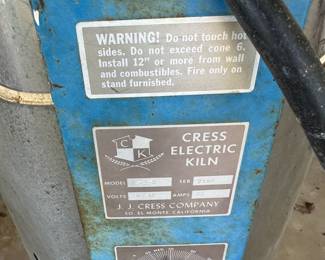 WARNING! Do not touch hot
sides. Do not exceed cone 6.
Install 12" or more from wall
and combustibles. Fire only on
stand furnished.
C K
CRESS
ELECTRIC
KILN
MODEL SER
VOLTS AMPS
J. J. CRESS COMPANY
SO. EL MONTE, CALIFORNIA